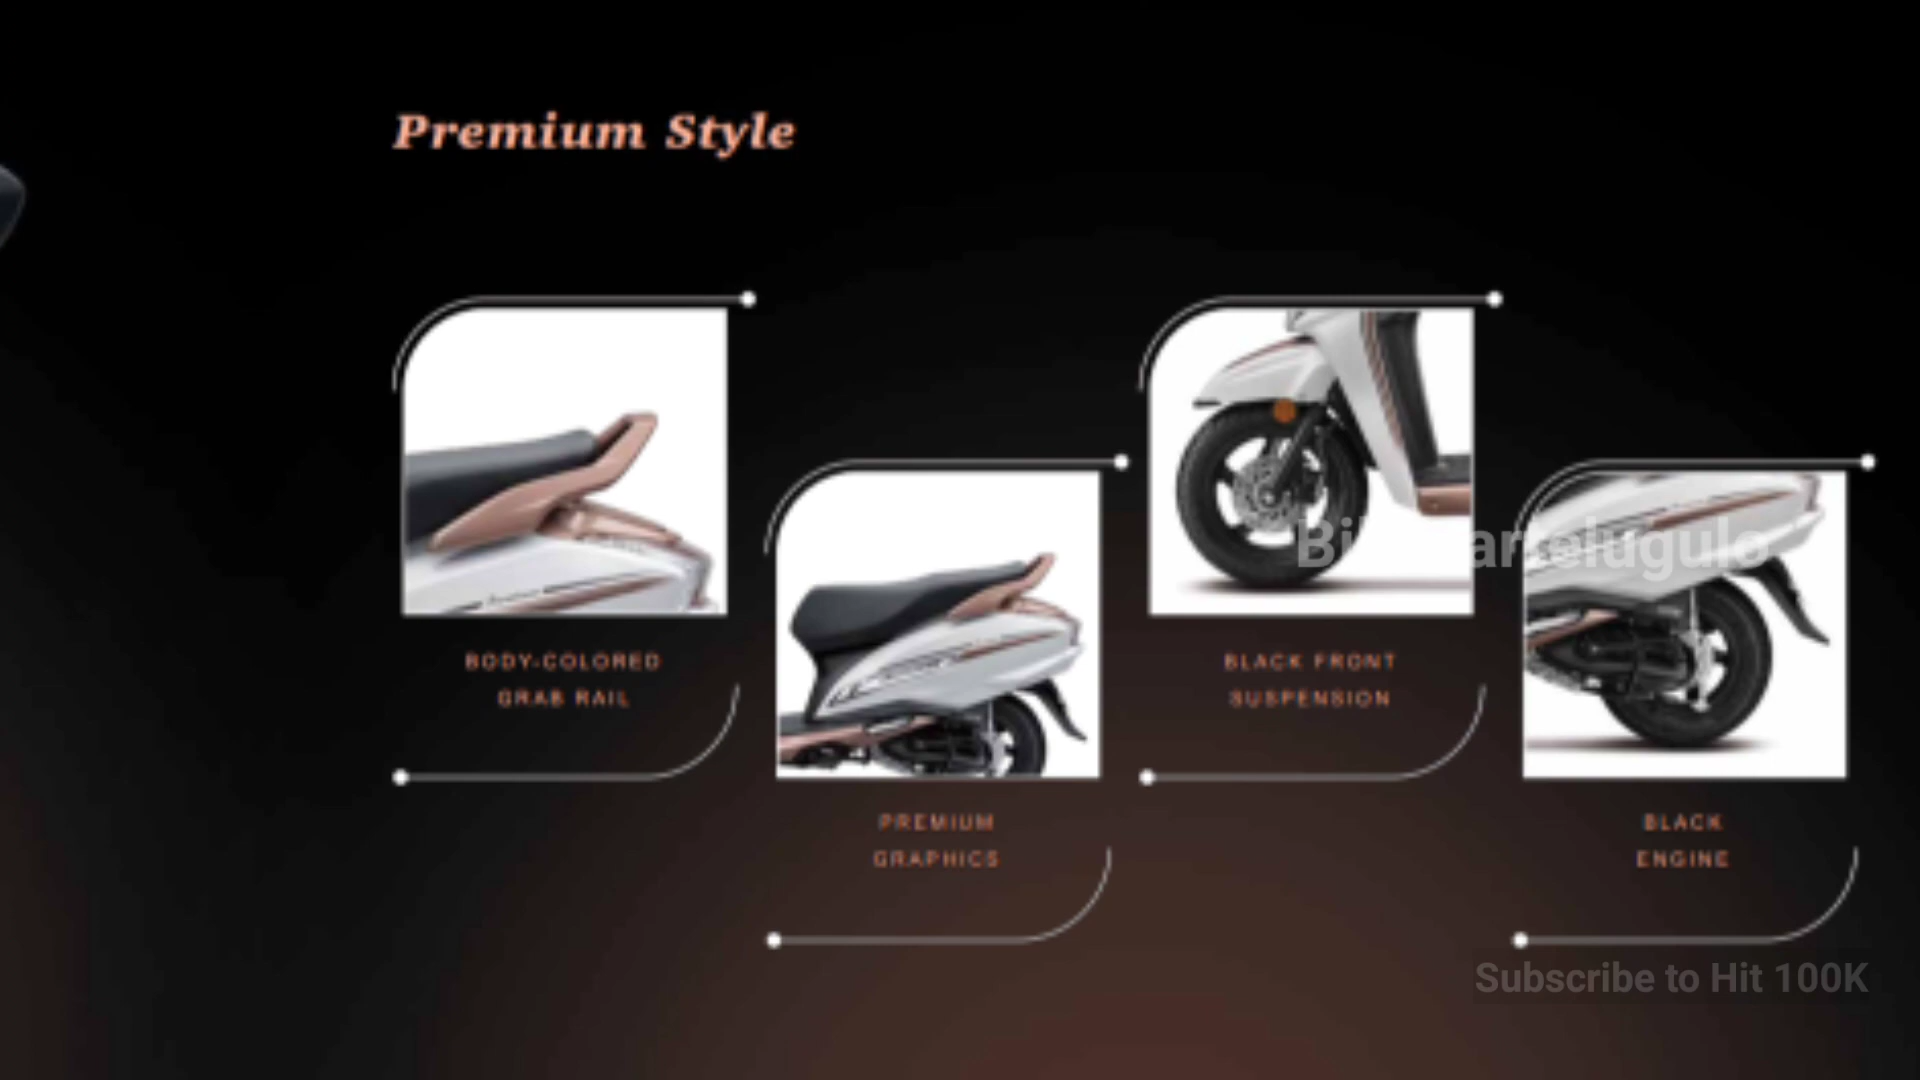 Premium Style
BODY-COLORED
GRAB RAIL
PREMIUM
GRAPHICS
BLACK FRONT
SUSPENSION
BLACK
ENGINE
Subscribe to Hit 100K